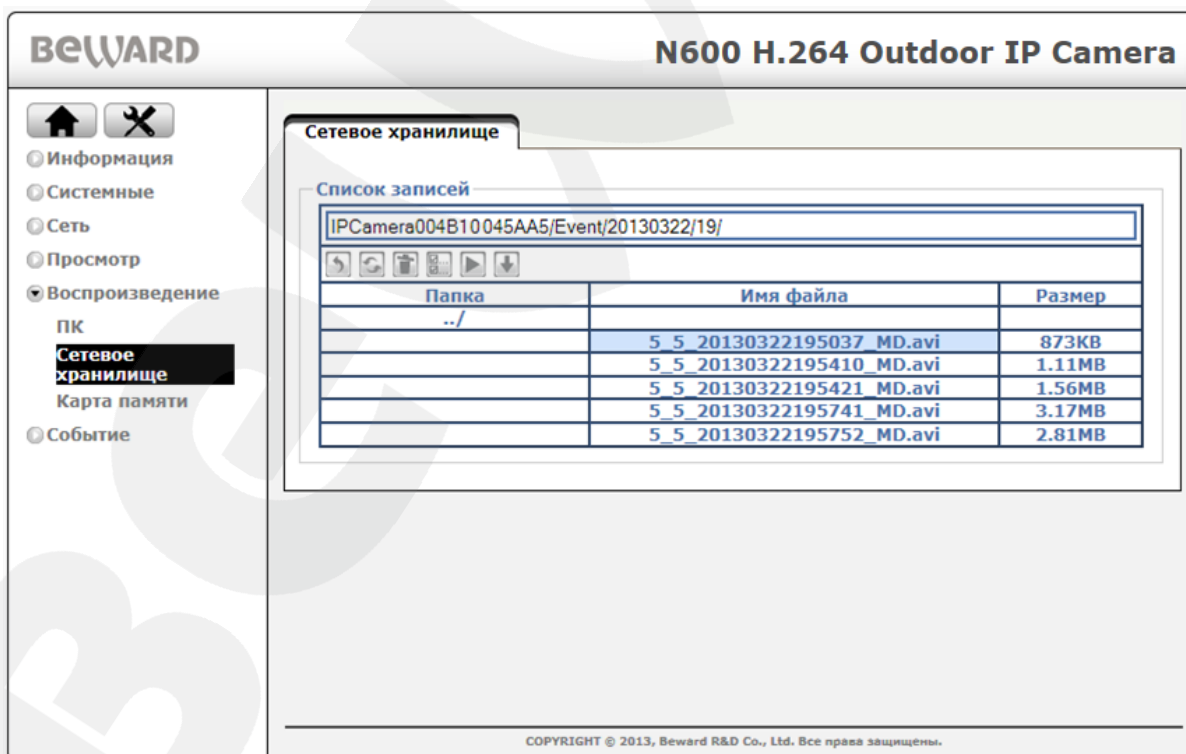 BEWARD
N600 H.264 Outdoor IP Camera
Информация
Системные
Сеть
Просмотр
Воспроизведение
ПК
Сетевое
хранилище
Карта памяти
Событие
Сетевое хранилище
Список записей
IPCamera004B10045AA5/Event/20130322/19/
Папка Имя файла Размер
../
5_5_20130322195037_MD.avi 873KB
5_5_20130322195410_MD.avi 1.11MB
5_5_20130322195421_MD.avi 1.56MB
5_5_20130322195741_MD.avi 3.17MB
5_5_20130322195752_MD.avi 2.81MB
COPYRIGHT © 2013, Beward R&D Co., Ltd. Все права защищены.